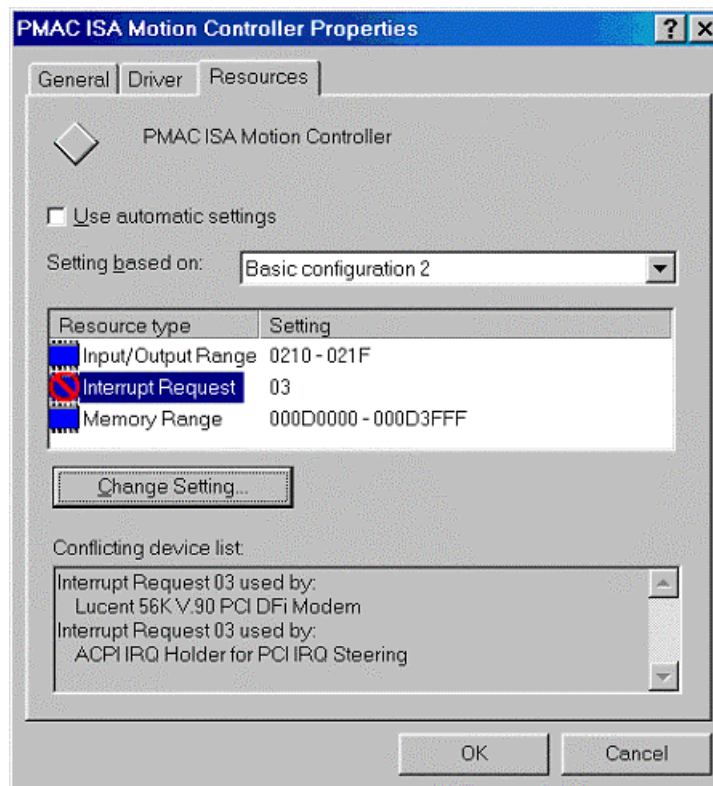 PMAC ISA Motion Controller Properties
General Driver Resources
PMAC ISA Motion Controller
Use automatic settings
Setting based on: Basic configuration 2
Resource type Setting
Input/Output Range 0210 - 021F
Interrupt Request 03
Memory Range 000D0000 - 000D3FFF
Change Setting...
Conflicting device list:
Interrupt Request 03 used by:
Lucent 56K V.90 PCI DFi Modem
Interrupt Request 03 used by:
ACPI IRQ Holder for PCI IRQ Steering
OK Cancel